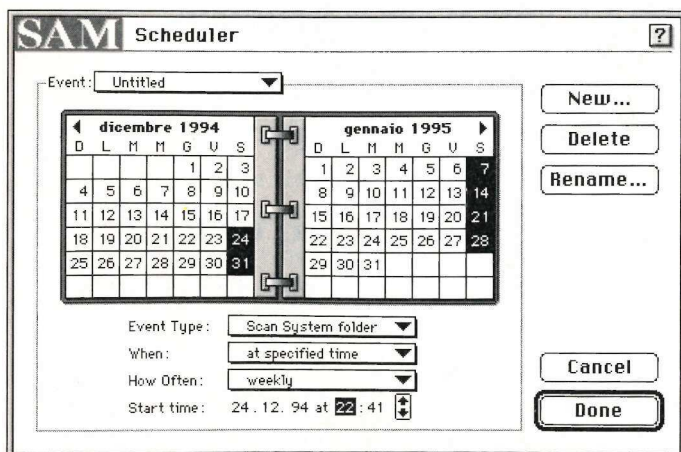 SAM Scheduler ?
Event: Untitled
New...
Delete
Rename...
dicembre 1994
D L M M G V S
1 2 3
4 5 6 7 8 9 10
11 12 13 14 15 16 17
18 19 20 21 22 23 24
25 26 27 28 29 30 31
gennaio 1995
D L M M G V S
1 2 3 4 5 6 7
8 9 10 11 12 13 14
15 16 17 18 19 20 21
22 23 24 25 26 27 28
29 30 31
Event Type: Scan System folder
When: at specified time
How Often: weekly
Start time: 24. 12. 94 at 22:41
Cancel
Done